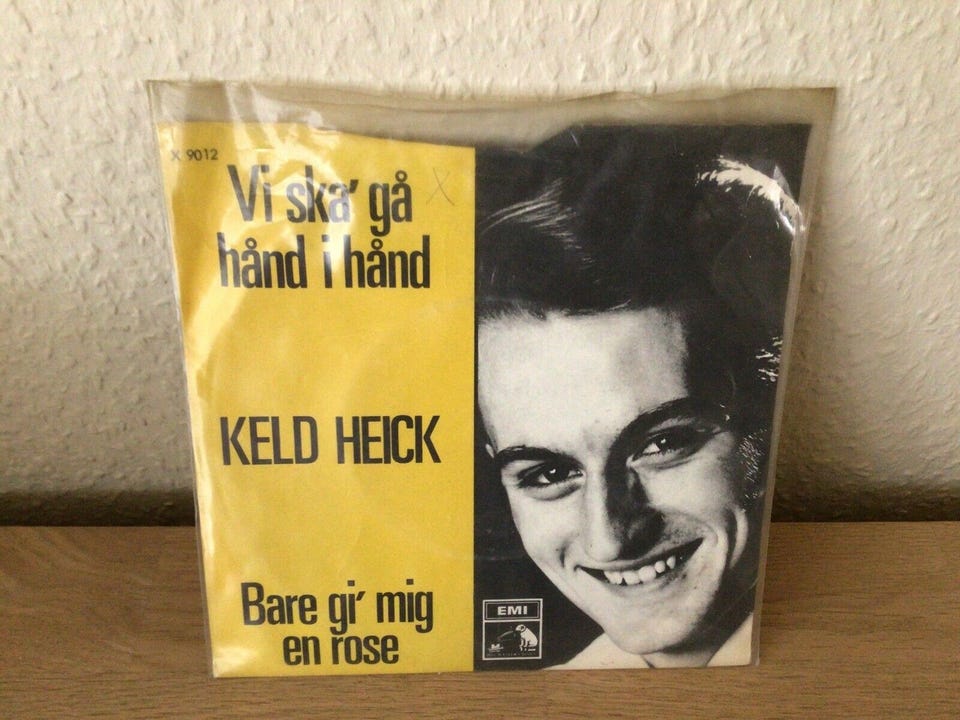 X 9012
Vi ska' gå
hånd i hånd
X
KELD HEICK
Bare gi' mig
en rose
EMI